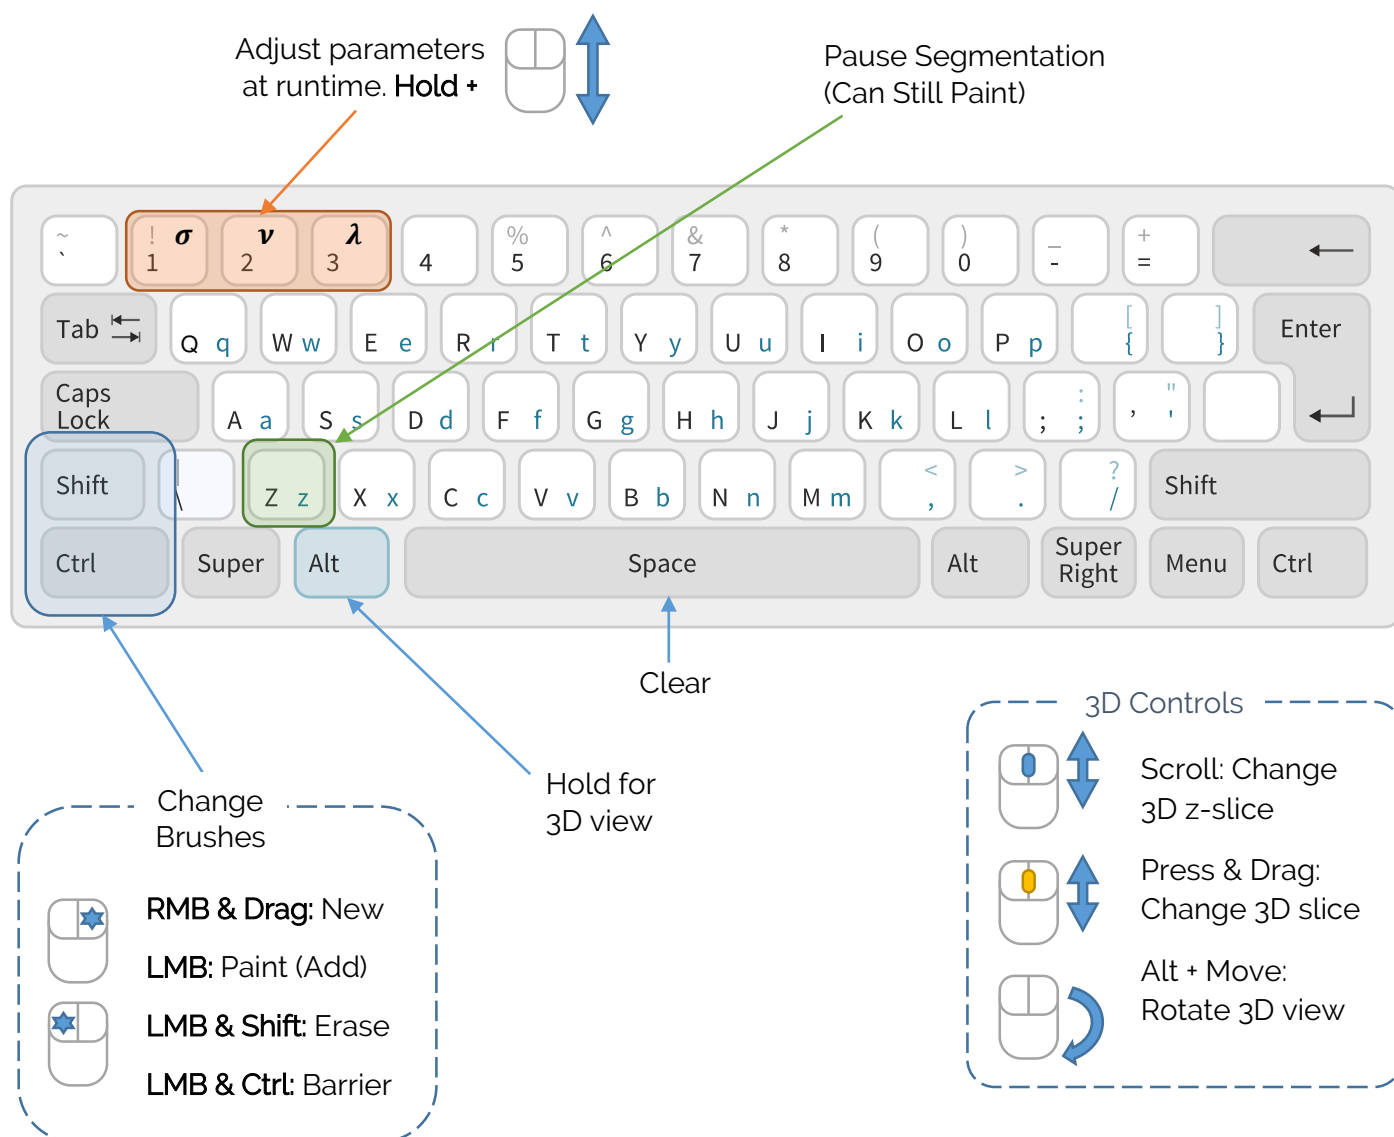 Adjust parameters
at runtime. Hold +
Pause Segmentation
(Can Still Paint)
~ ` ! 1 σ 2 ν 3 λ 4 % 5 ^ 6 & 7 * 8 ( 9 ) 0 _ - + =
Tab Q q W w E e R r T t Y y U u I i O o P p [ { ] } Enter
Caps
Lock
A a S s D d F f G g H h J j K k L l ; : ; , " '
Shift | \ Z z X x C c V v B b N n M m < , > . ? / Shift
Ctrl Super Alt Space Alt Super
Right Menu Ctrl
Clear
Hold for
3D view
Change
Brushes
RMB & Drag: New
LMB: Paint (Add)
LMB & Shift: Erase
LMB & Ctrl: Barrier
3D Controls
Scroll: Change
3D z-slice
Press & Drag:
Change 3D slice
Alt + Move:
Rotate 3D view